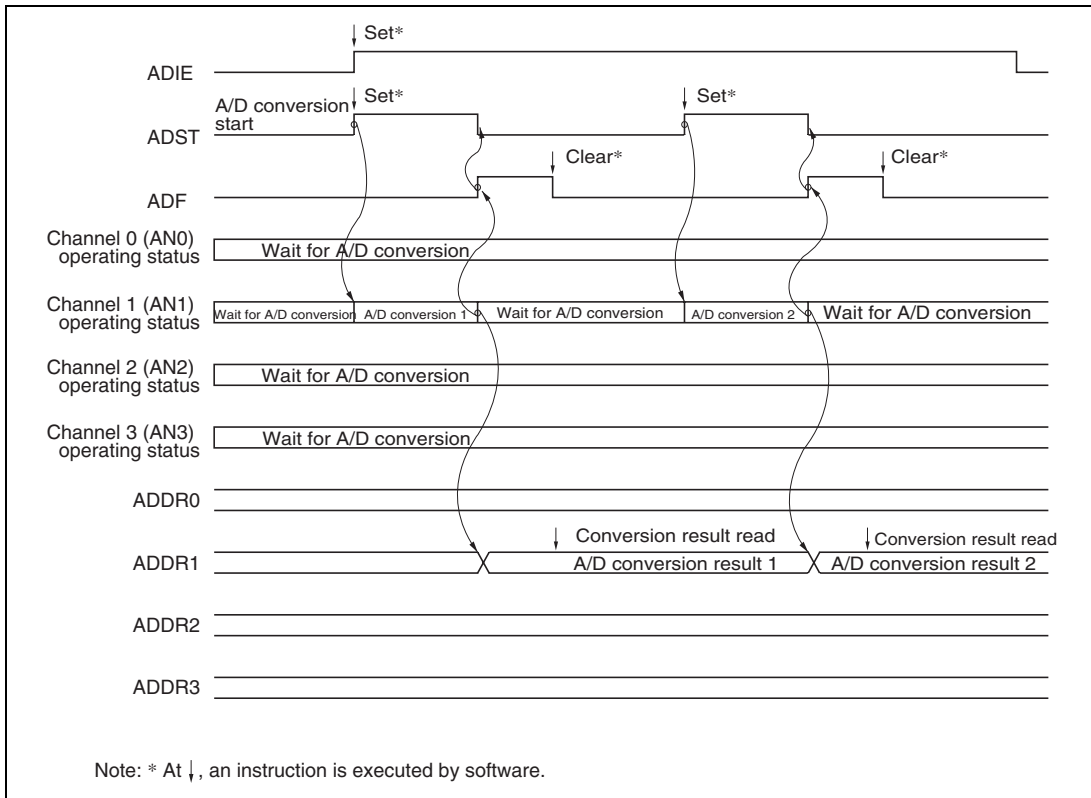 Set*
ADIE
A/D conversion start
Set*
Set*
ADST
Clear*
Clear*
ADF
Channel 0 (AN0)
operating status
Wait for A/D conversion
Channel 1 (AN1)
operating status
Wait for A/D conversion
A/D conversion 1
Wait for A/D conversion
A/D conversion 2
Wait for A/D conversion
Channel 2 (AN2)
operating status
Wait for A/D conversion
Channel 3 (AN3)
operating status
Wait for A/D conversion
ADDR0
Conversion result read
Conversion result read
ADDR1
A/D conversion result 1
A/D conversion result 2
ADDR2
ADDR3
Note: * At ↓, an instruction is executed by software.